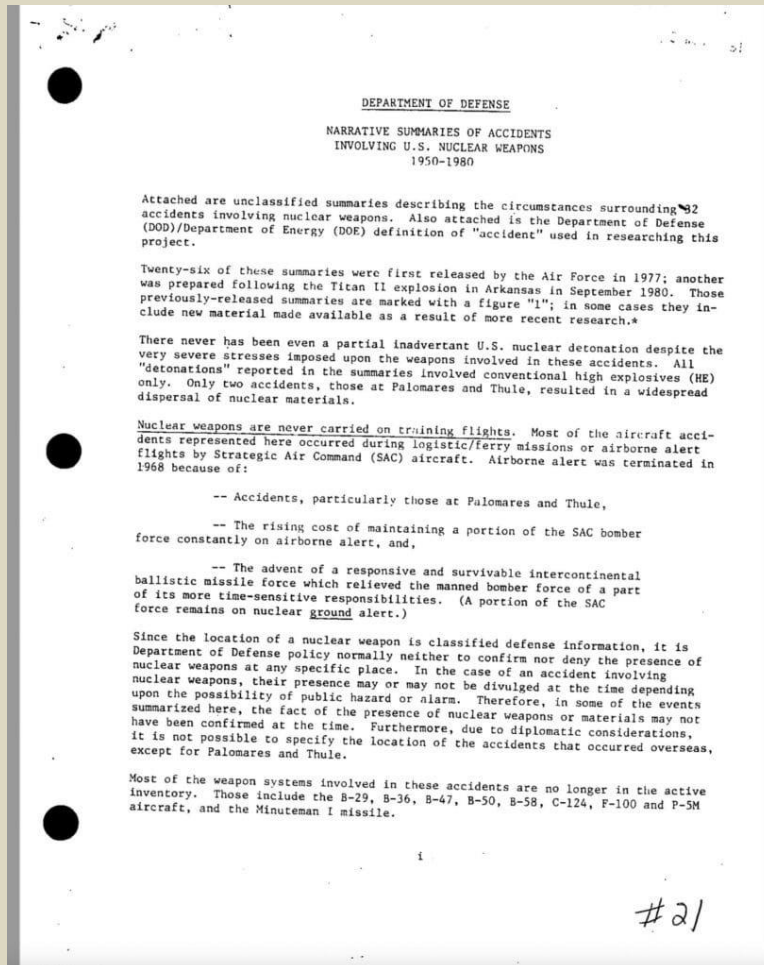 DEPARTMENT OF DEFENSE
NARRATIVE SUMMARIES OF ACCIDENTS
INVOLVING U.S. NUCLEAR WEAPONS
1950-1980
Attached are unclassified summaries describing the circumstances surrounding 32
accidents involving nuclear weapons. Also attached is the Department of Defense
(DOD)/Department of Energy (DOE) definition of "accident" used in researching this
project.
Twenty-six of these summaries were first released by the Air Force in 1977; another
was prepared following the Titan II explosion in Arkansas in September 1980. Those
previously-released summaries are marked with a figure "1"; in some cases they in-
clude new material made available as a result of more recent research.*
There never has been even a partial inadvertant U.S. nuclear detonation despite the
very severe stresses imposed upon the weapons involved in these accidents. All
"detonations" reported in the summaries involved conventional high explosives (HE)
only. Only two accidents, those at Palomares and Thule, resulted in a widespread
dispersal of nuclear materials.
Nuclear weapons are never carried on training flights. Most of the aircraft acci-
dents represented here occurred during logistic/ferry missions or airborne alert
flights by Strategic Air Command (SAC) aircraft. Airborne alert was terminated in
1968 because of:
-- Accidents, particularly those at Palomares and Thule,
-- The rising cost of maintaining a portion of the SAC bomber
force constantly on airborne alert, and,
-- The advent of a responsive and survivable intercontinental
ballistic missile force which relieved the manned bomber force of a part
of its more time-sensitive responsibilities. (A portion of the SAC
force remains on nuclear ground alert.)
Since the location of a nuclear weapon is classified defense information, it is
Department of Defense policy normally neither to confirm nor deny the presence of
nuclear weapons at any specific place. In the case of an accident involving
nuclear weapons, their presence may or may not be divulged at the time depending
upon the possibility of public hazard or alarm. Therefore, in some of the events
summarized here, the fact of the presence of nuclear weapons or materials may not
have been confirmed at the time. Furthermore, due to diplomatic considerations,
it is not possible to specify the location of the accidents that occurred overseas,
except for Palomares and Thule.
Most of the weapon systems involved in these accidents are no longer in the active
inventory. Those include the B-29, B-36, B-47, B-50, B-58, C-124, F-100 and P-5M
aircraft, and the Minuteman I missile.
i
#21